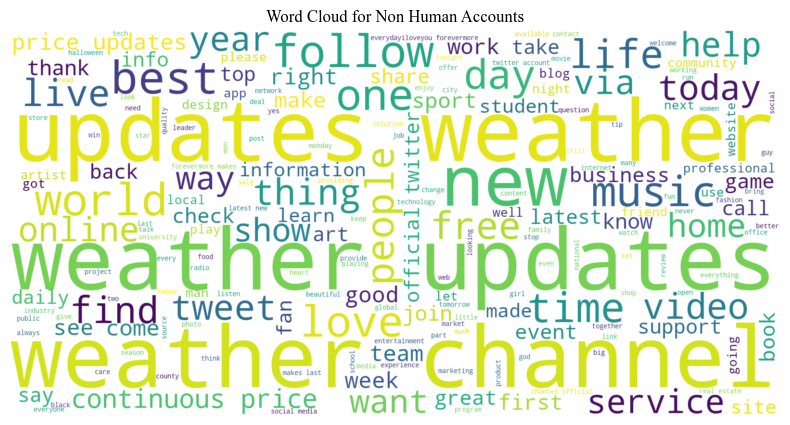 Word Cloud for Non Human Accounts
price updates
tech
halloween
info
year
please
community
follow
everydayiloveyou forevermore
tonight
offer
work
take
available
contact
movie
twitter account
life
welcome
working
run
help
thank
best
top
right
share
day
blog
night
via
community
today
live
look
design
app
need
network
deal
make
one
sport
student
question
next
women
website
social
store
quality
leader
win
star
yes
post
solution
job
city
enjoy
updates
weather
tip
still
guy
artist
forevermore makes
open
monday
official twitter
internet
many
professional
got
back
way
information
providing
sale
people
change
new
business
music
use
fun
bring
game
world
local
latest new
thing
technology
content
fashion
friend
never
call
online
last
talk
play
check
learn
keep
well
latest
know
home
better
office
university
show
art
free
family
watch
stop
weather updates
every
food
radio
project
provide
playing
heart
looking
web
even
national
set
review
everything
shop
daily
find
happy
man
listen
beautiful
good
global
let
tomorrow
girl
time
video
open
industry
give
two
tweet
fan
love
join
little
made
together
book
public
see come
source
photo
market
event
link
support
going
always
season
think
entertainment
team
part
much
god
big
weather channel
care
county
makes last
school
media
experience
marketing
product
week
say
black
continuous price
want
great
first
channel official
real estate
service
site
everyone
social media
program